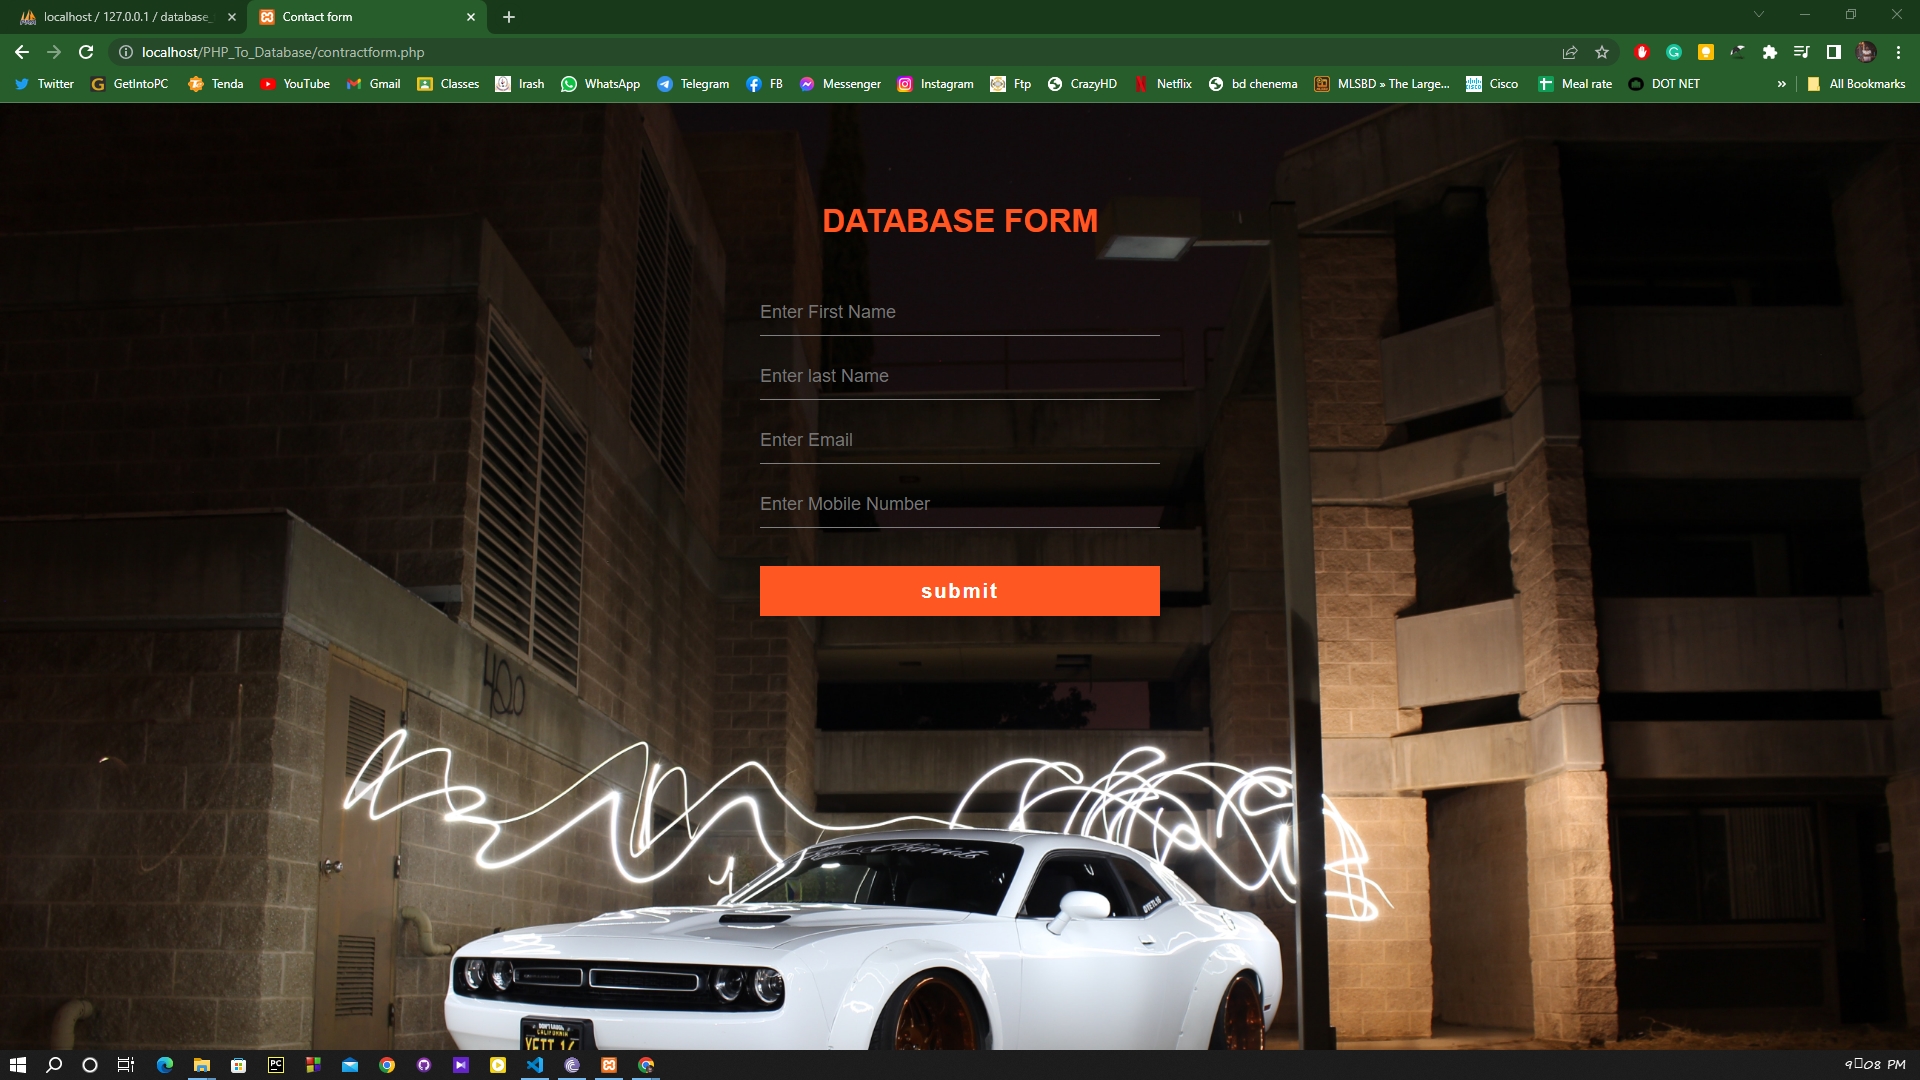 localhost / 127.0.0.1 / database_
Contact form
localhost/PHP_To_Database/contractform.php
Twitter GetIntoPC Tenda YouTube Gmail Classes Irash WhatsApp Telegram FB Messenger Instagram Ftp CrazyHD Netflix bd chenema MLSBD » The Large... Cisco Meal rate DOT NET » All Bookmarks
DATABASE FORM
Enter First Name
Enter last Name
Enter Email
Enter Mobile Number
submit
CALIFORNIA
9▯08 PM